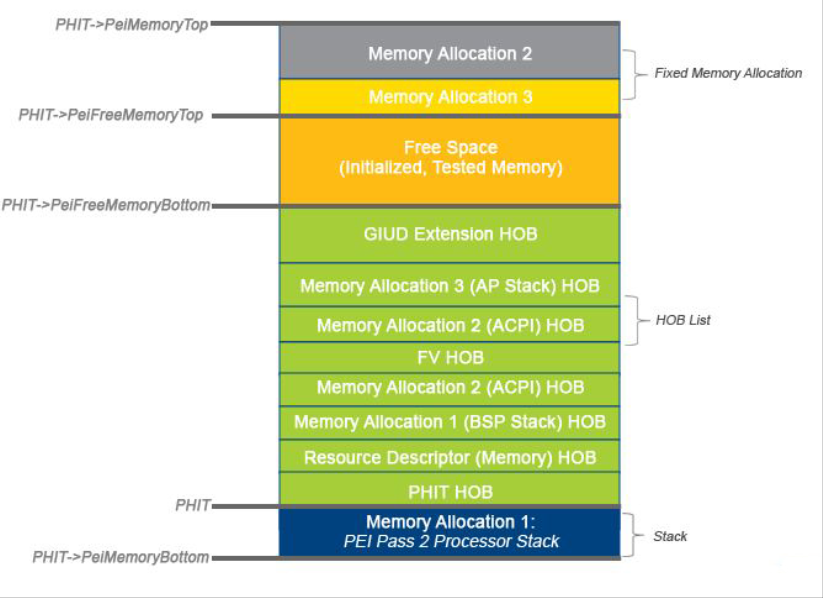 PHIT->PeiMemoryTop
Memory Allocation 2
Fixed Memory Allocation
Memory Allocation 3
PHIT->PeiFreeMemoryTop
Free Space
(Initialized, Tested Memory)
PHIT->PeiFreeMemoryBottom
GIUD Extension HOB
Memory Allocation 3 (AP Stack) HOB
HOB List
Memory Allocation 2 (ACPI) HOB
FV HOB
Memory Allocation 2 (ACPI) HOB
Memory Allocation 1 (BSP Stack) HOB
Resource Descriptor (Memory) HOB
PHIT HOB
PHIT
Memory Allocation 1:
PEI Pass 2 Processor Stack
Stack
PHIT->PeiMemoryBottom